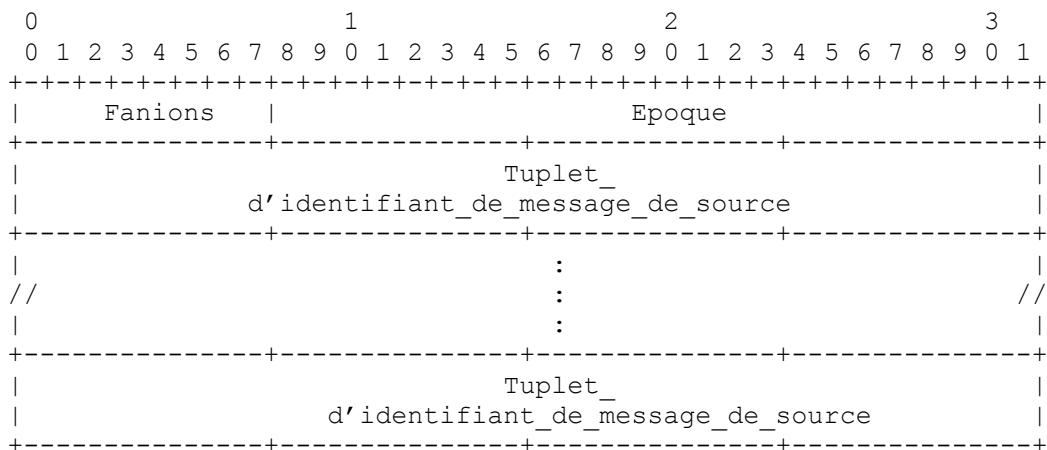 0 1 2 3
0 1 2 3 4 5 6 7 8 9 0 1 2 3 4 5 6 7 8 9 0 1 2 3 4 5 6 7 8 9 0 1
+-+-+-+-+-+-+-+-+-+-+-+-+-+-+-+-+-+-+-+-+-+-+-+-+-+-+-+-+-+-+-+-+
| Fanions | Epoque |
+---------------+---------------+---------------+---------------+
| Tuplet_ |
| d’identifiant_de_message_de_source |
+---------------+---------------+---------------+---------------+
| : |
// : //
| : |
+---------------+---------------+---------------+---------------+
| Tuplet_ |
| d’identifiant_de_message_de_source |
+---------------+---------------+---------------+---------------+